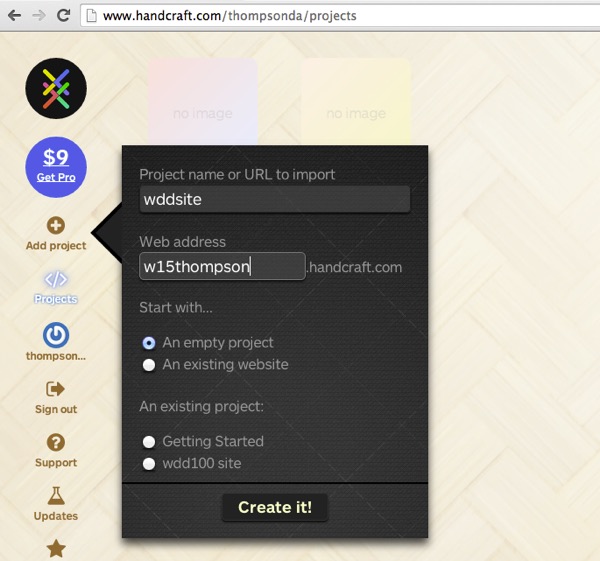 www.handcraft.com/thompsonda/projects
no image
no image
$9
Get Pro
Add project
Projects
thompson...
Sign out
Support
Updates
Project name or URL to import
wddsite
Web address
w15thompson
.handcraft.com
Start with...
An empty project
An existing website
An existing project:
Getting Started
wdd100 site
Create it!